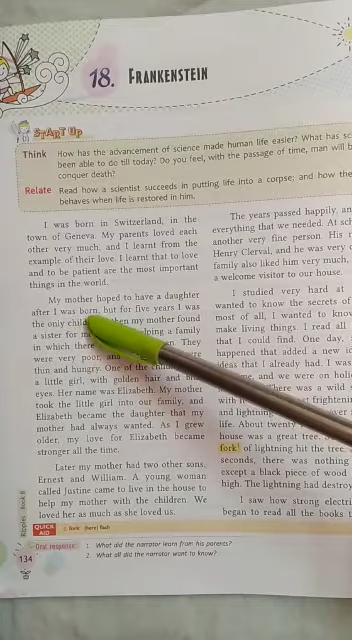 18. FRANKENSTEIN
START UP
Think How has the advancement of science made human life easier? What has sc
been able to do till today? Do you feel, with the passage of time, man will b
conquer death?
Relate Read how a scientist succeeds in putting life into a corpse; and how the
behaves when life is restored in him.
I was born in Switzerland, in the
town of Geneva. My parents loved each
other very much, and I learnt from the
example of their love. I learnt that to love
and to be patient are the most important
things in the world.
My mother hoped to have a daughter
after I was born, but for five years I was
the only chil when my mother found
a sister for m helping a family
in which there en. They
were very poor, and ere
thin and hungry. One of the child
a little girl, with golden hair and
eyes. Her name was Elizabeth. My mother
took the little girl into our family, and
Elizabeth became the daughter that my
mother had always wanted. As I grew
older, my love for Elizabeth became
stronger all the time.
Later my mother had two other sons,
Ernest and William. A young woman
called Justine came to live in the house to
help my mother with the children. We
loved her as much as she loved us.
The years passed happily, an
everything that we needed. At sch
another very fine person. His n
Henry Clerval, and he was very c
family also liked him very much,
a welcome visitor to our house.
I studied very hard at
wanted to know the secrets of
most of all, I wanted to know
make living things. I read all
that I could find. One day,
happened that added a new
ideas that I already had. I was
me, and we were on holi
There was a wild s
with it frightenin
and lightning ver
life. About twenty
house was a great tree. S
fork¹ of lightning hit the tree.
seconds, there was nothing
except a black piece of wood
high. The lightning had destroy
I saw how strong electri
began to read all the books t
QUICK AID 1. fork: (here) flash
Oral response: 1. What did the narrator learn from his parents?
2. What all did the narrator want to know?
Ripples Book 8
134